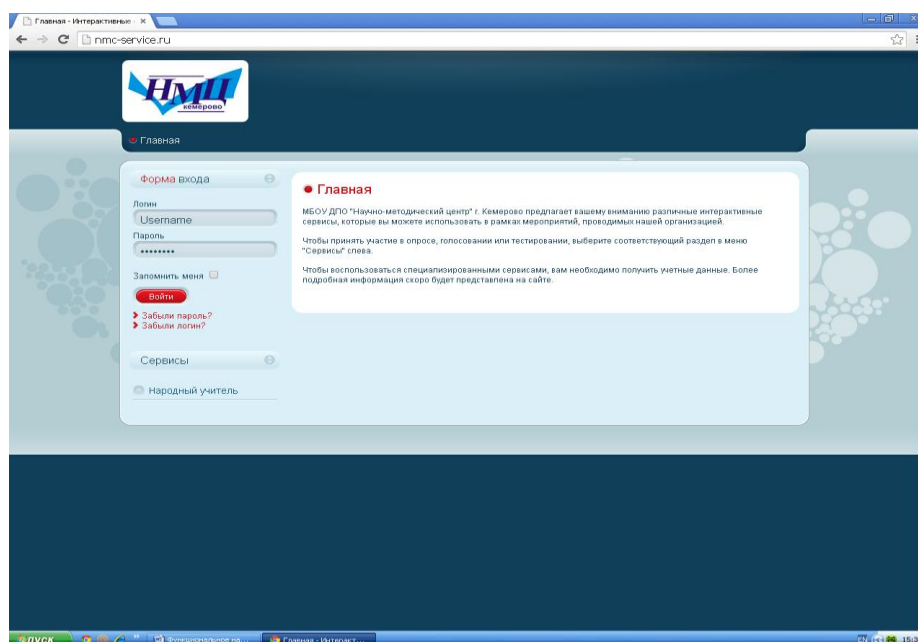 Главная - Интерактивные
nmc-service.ru
НМЦ
кемерово
Главная
Форма входа
Логин
Username
Пароль
Запомнить меня
Войти
Забыли пароль?
Забыли логин?
Сервисы
Народный учитель
Главная
МБОУ ДПО "Научно-методический центр" г. Кемерово предлагает вашему вниманию различные интерактивные
сервисы, которые вы можете использовать в рамках мероприятий, проводимых нашей организацией.
Чтобы принять участие в опросе, голосовании или тестировании, выберите соответствующий раздел в меню
"Сервисы" слева.
Чтобы воспользоваться специализированными сервисами, вам необходимо получить учетные данные. Более
подробная информация скоро будет представлена на сайте.
пуск
Функциональное на...
Главная - Интеракт...
EN